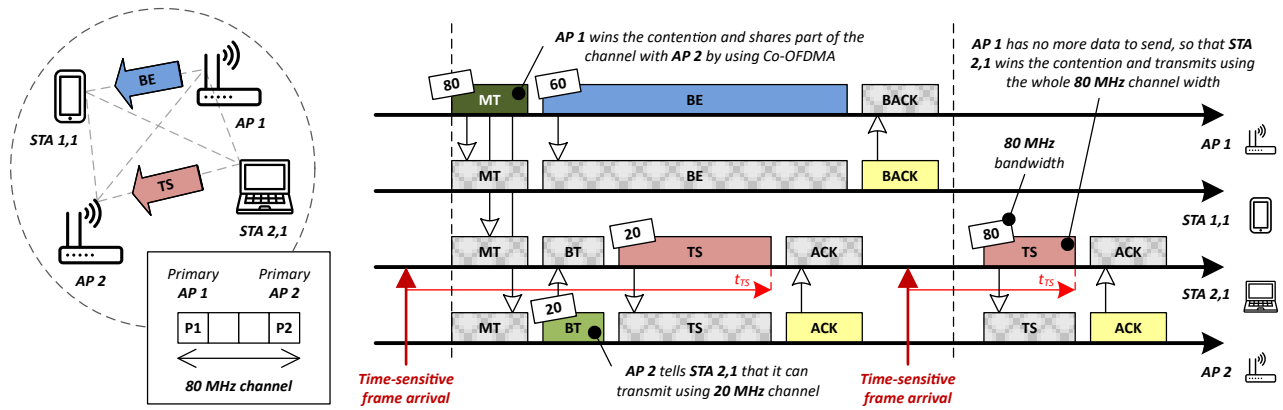 BE
AP 1
STA 1,1
TS
STA 2,1
AP 2
Primary
AP 1
Primary
AP 2
P1
P2
80 MHz channel
AP 1 wins the contention and shares part of the
channel with AP 2 by using Co-OFDMA
AP 1 has no more data to send, so that STA
2,1 wins the contention and transmits using
the whole 80 MHz channel width
80
MT
60
BE
BACK
AP 1
80 MHz
bandwidth
MT
BE
BACK
STA 1,1
MT
BT
20
TS
ACK
80
TS
ACK
tTS
tTS
STA 2,1
MT
20
BT
TS
ACK
TS
ACK
AP 2
Time-sensitive
frame arrival
AP 2 tells STA 2,1 that it can
transmit using 20 MHz channel
Time-sensitive
frame arrival